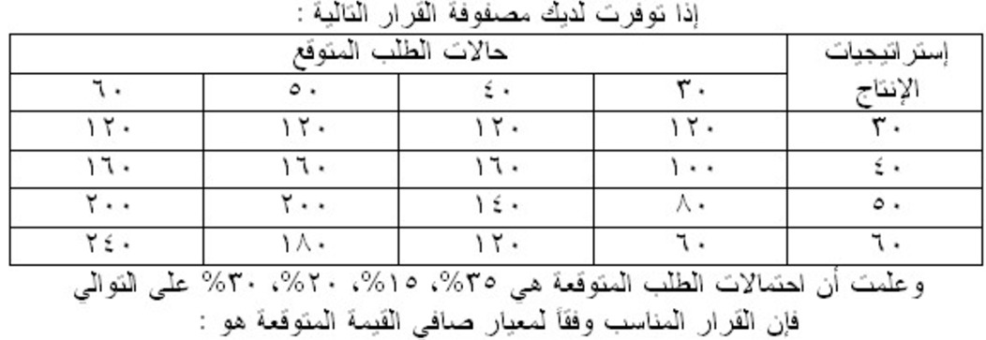 إذا توفرت لديك مصفوفة القرار التالية :
إستراتيجيات الإنتاج حالات الطلب المتوقع
٣٠ ٤٠ ٥٠ ٦٠
٣٠ ١٢٠ ١٢٠ ١٢٠ ١٢٠
٤٠ ١٠٠ ١٦٠ ١٦٠ ١٦٠
٥٠ ٨٠ ١٤٠ ٢٠٠ ٢٠٠
٦٠ ٦٠ ١٢٠ ١٨٠ ٢٤٠
وعلمت أن احتمالات الطلب المتوقعة هي ٣٥%، ١٥%، ٢٠%، ٣٠% على التوالي
فإن القرار المناسب وفقاً لمعيار صافي القيمة المتوقعة هو :